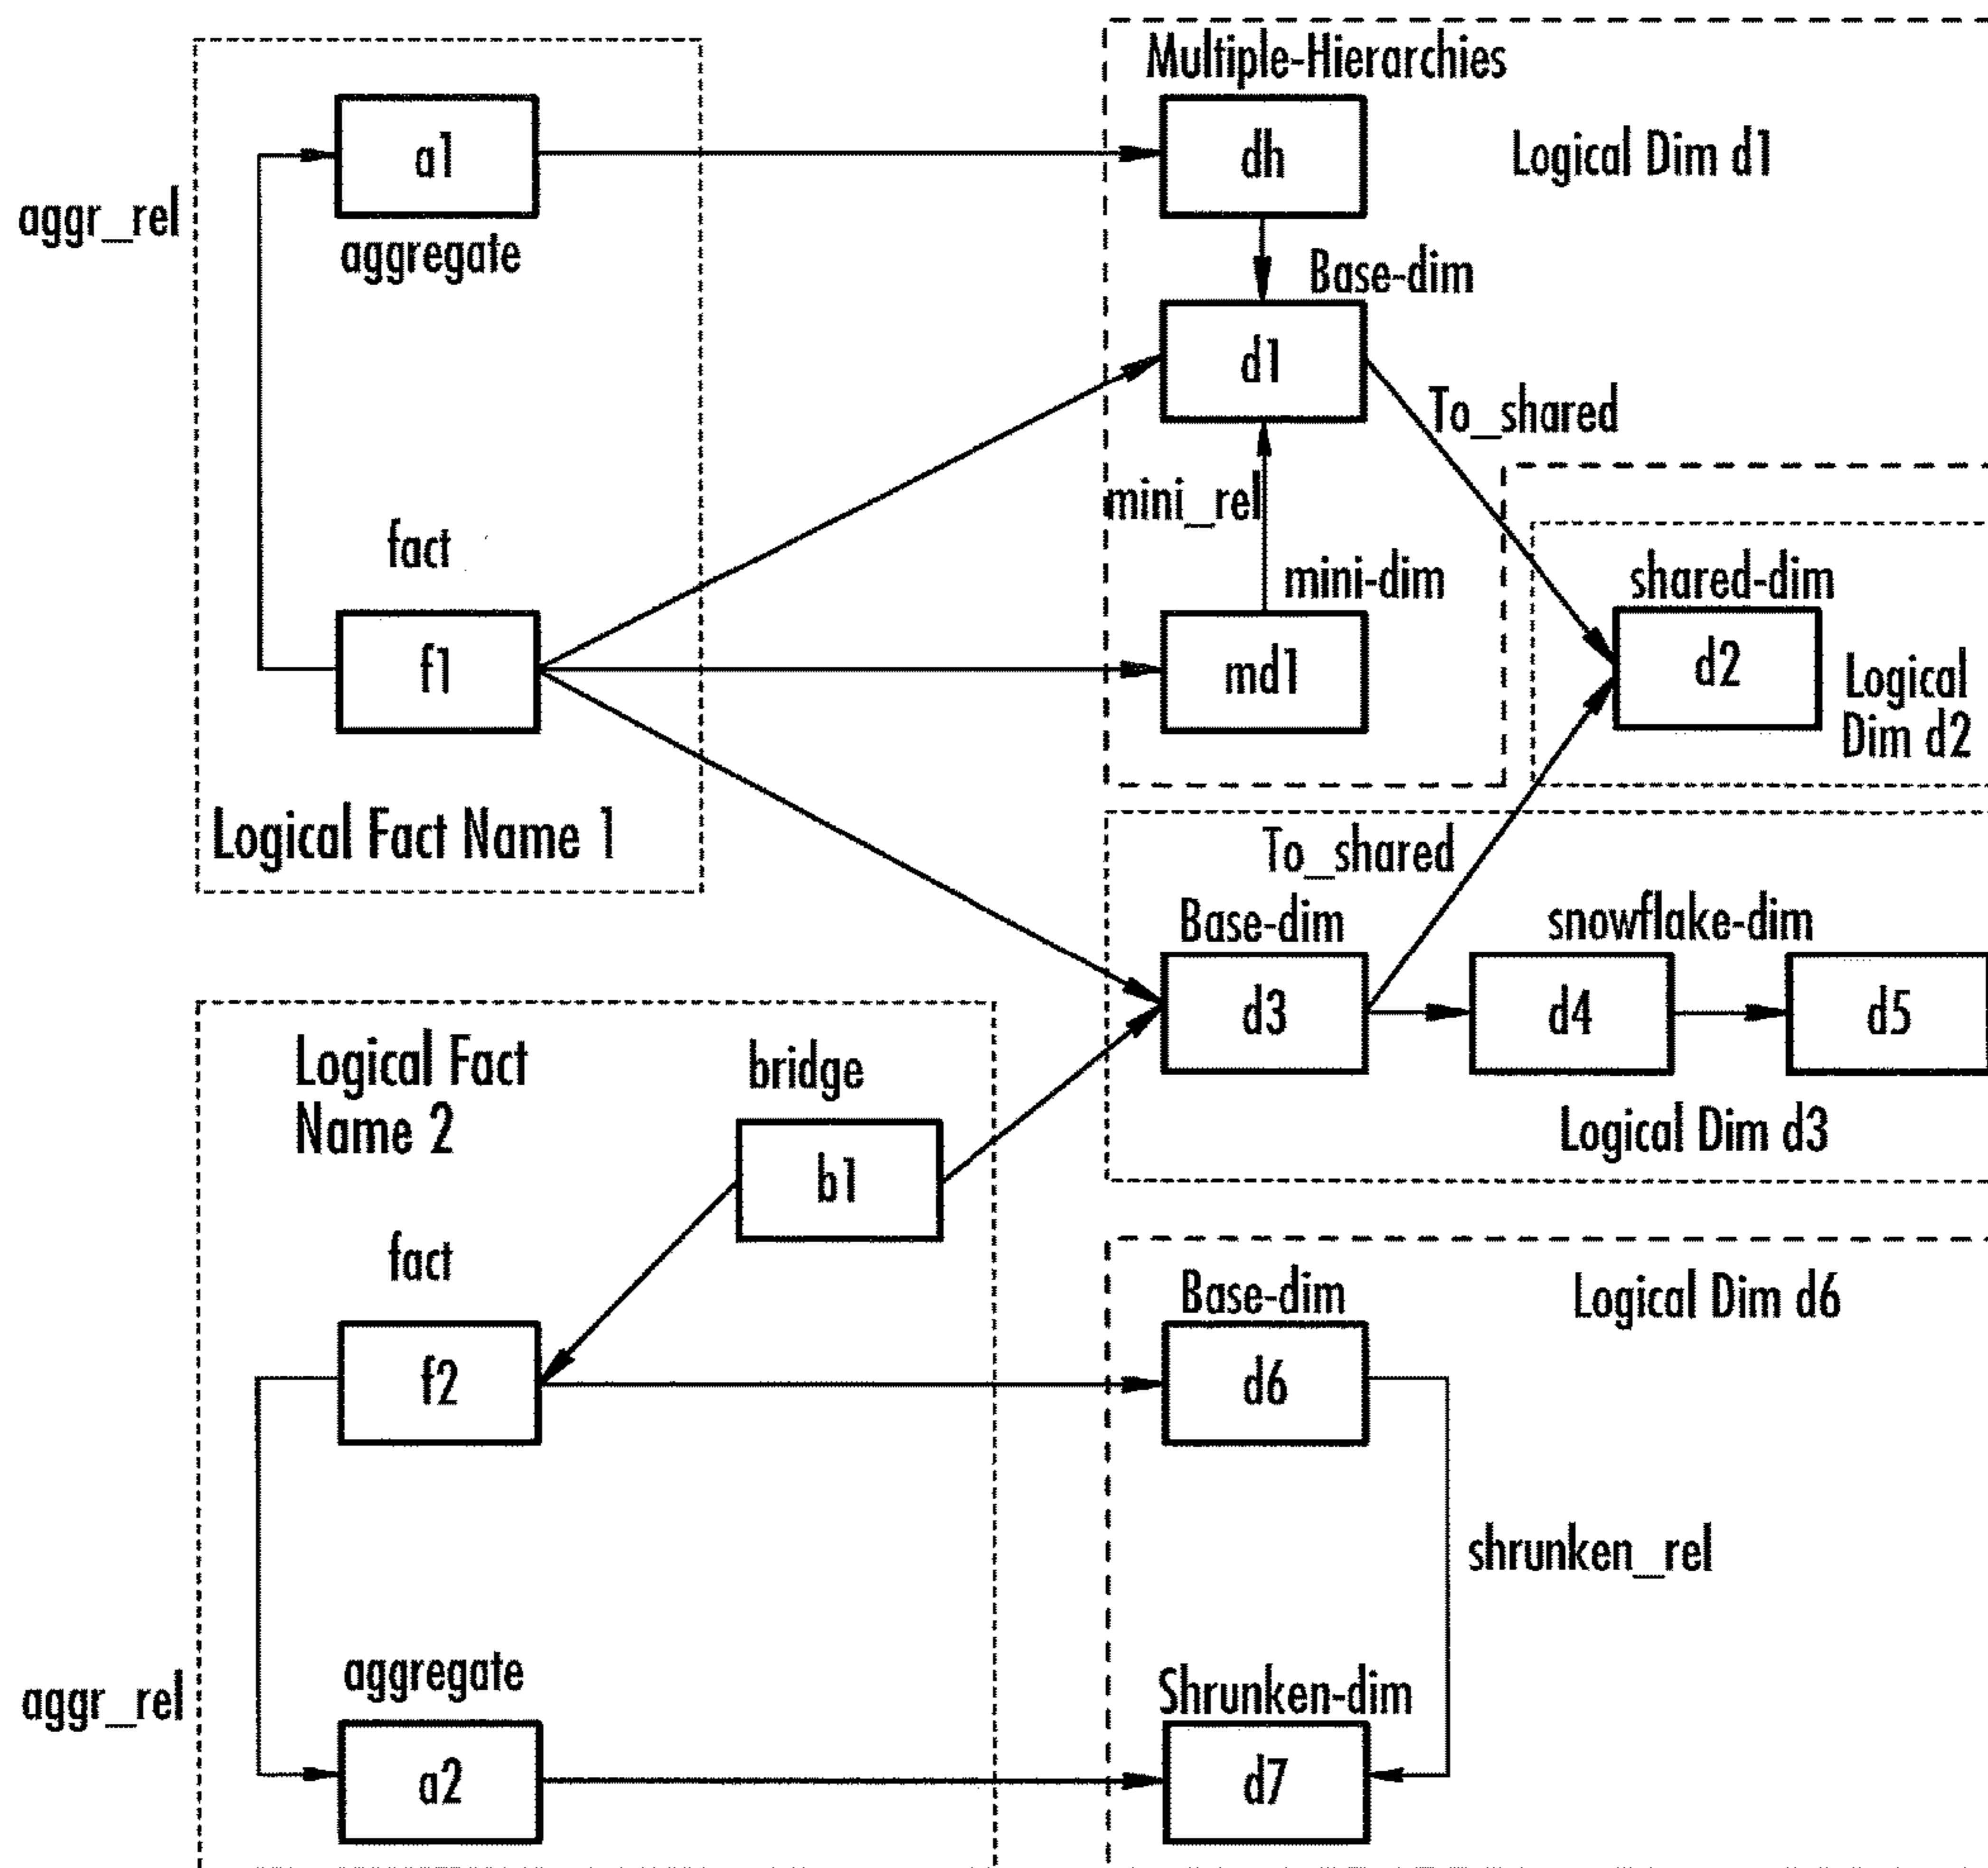 Multiple-Hierarchies
a1
dh
Logical Dim d1
aggr_rel
aggregate
Base-dim
d1
To_shared
mini_rel
fact
mini-dim
shared-dim
f1
md1
d2
Logical
Dim d2
Logical Fact Name 1
To_shared
Base-dim
snowflake-dim
d3
d4
d5
Logical Dim d3
Logical Fact
Name 2
bridge
b1
fact
Base-dim
Logical Dim d6
f2
d6
shrunken_rel
aggr_rel
aggregate
Shrunken-dim
a2
d7